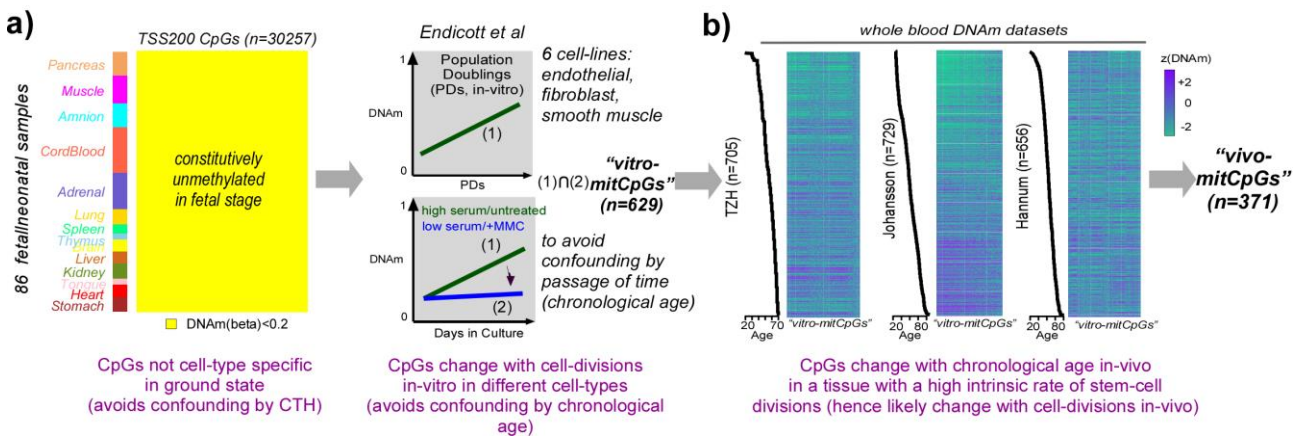 a)
TSS200 CpGs (n=30257)
86 fetal/neonatal samples
Pancreas
Muscle
Amnion
CordBlood
Adrenal
Lung
Spleen
Thymus
Brain
Liver
Kidney
Tongue
Heart
Stomach
constitutively
unmethylated
in fetal stage
DNAm(beta)<0.2
CpGs not cell-type specific
in ground state
(avoids confounding by CTH)
Endicott et al
1
DNAm
0
Population
Doublings
(PDs, in-vitro)
(1)
PDs
6 cell-lines:
endothelial,
fibroblast,
smooth muscle
(1)∩(2)
"vitro-
mitCpGs"
(n=629)
1
DNAm
0
high serum/untreated
low serum/+MMC
(1)
(2)
Days in Culture
to avoid
confounding by
passage of time
(chronological age)
CpGs change with cell-divisions
in-vitro in different cell-types
(avoids confounding by chronological
age)
b)
whole blood DNAm datasets
TZH (n=705)
20 70
Age
"vitro-mitCpGs"
Johansson (n=729)
20 80
Age
"vitro-mitCpGs"
Hannum (n=656)
20 80
Age
"vitro-mitCpGs"
z(DNAm)
+2
0
-2
"vivo-
mitCpGs"
(n=371)
CpGs change with chronological age in-vivo
in a tissue with a high intrinsic rate of stem-cell
divisions (hence likely change with cell-divisions in-vivo)